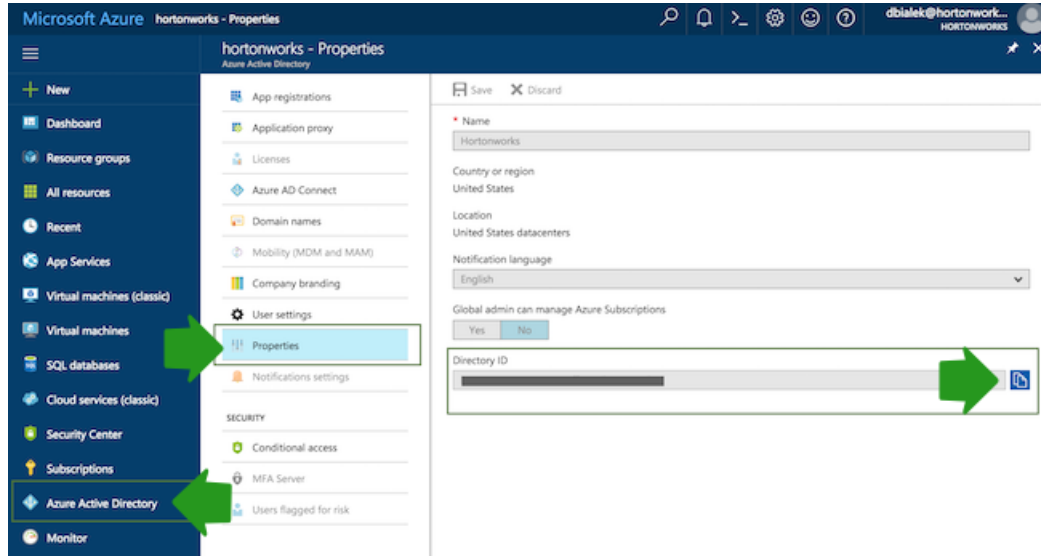 Microsoft Azure hortonworks - Properties
dbialek@hortonwork...
HORTONWORKS
hortonworks - Properties
Azure Active Directory
New
Dashboard
Resource groups
All resources
Recent
App Services
Virtual machines (classic)
Virtual machines
SQL databases
Cloud services (classic)
Security Center
Subscriptions
Azure Active Directory
Monitor
App registrations
Application proxy
Licenses
Azure AD Connect
Domain names
Mobility (MDM and MAM)
Company branding
User settings
Properties
Notifications settings
SECURITY
Conditional access
MFA Server
Users flagged for risk
Save Discard
* Name
Hortonworks
Country or region
United States
Location
United States datacenters
Notification language
English
Global admin can manage Azure Subscriptions
Yes No
Directory ID